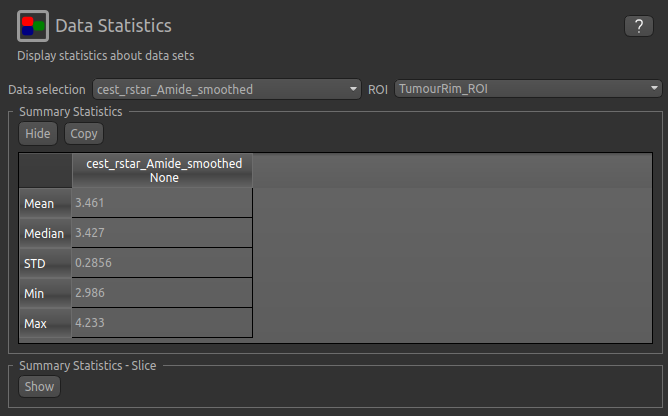 Data Statistics
?
Display statistics about data sets
Data selection cest_rstar_Amide_smoothed ROI TumourRim_ROI
Summary Statistics
Hide Copy
cest_rstar_Amide_smoothed
None
Mean 3.461
Median 3.427
STD 0.2856
Min 2.986
Max 4.233
Summary Statistics - Slice
Show